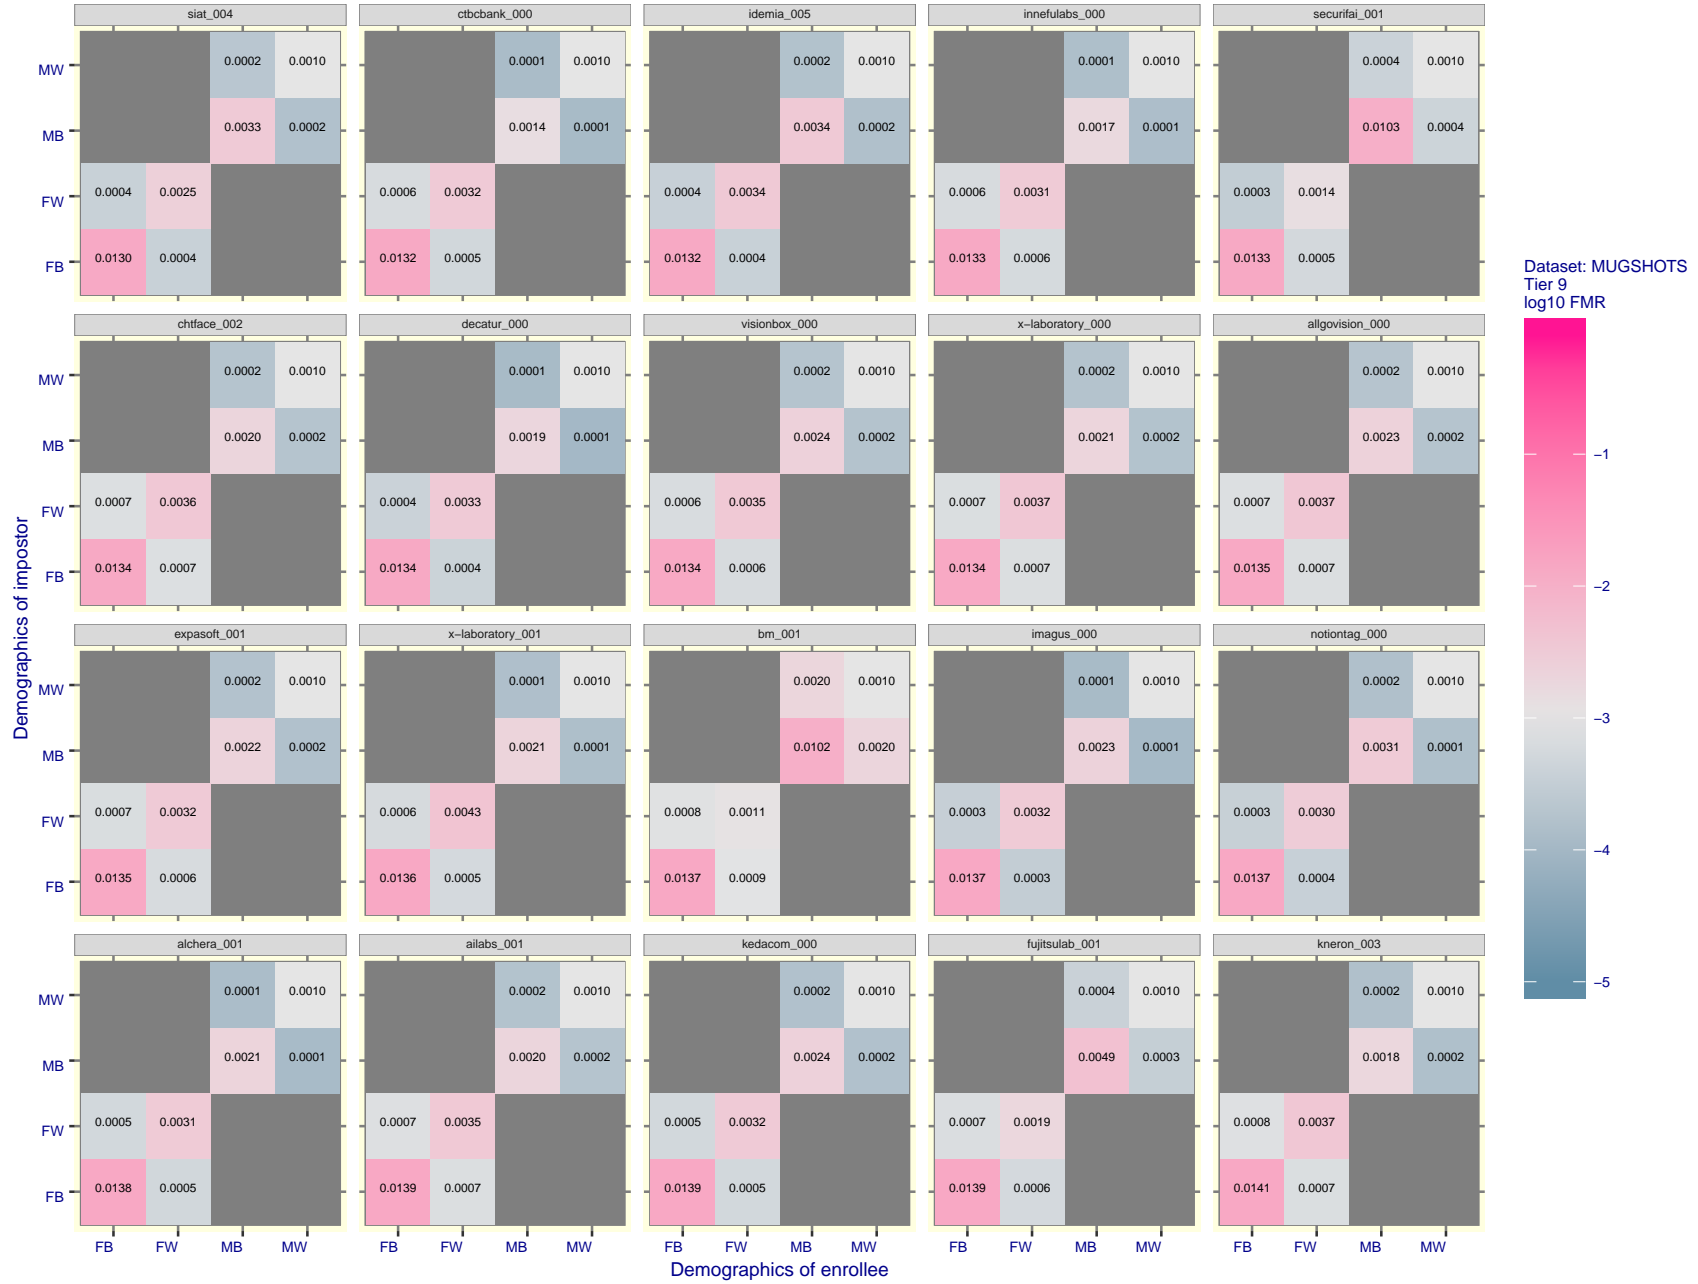 siat_004 ctbcbank_000 idemia_005 innefulabs_000 securifai_001
MW 0.0002 0.0010 0.0001 0.0010 0.0002 0.0010 0.0001 0.0010 0.0004 0.0010
MB 0.0033 0.0002 0.0014 0.0001 0.0034 0.0002 0.0017 0.0001 0.0103 0.0004
FW 0.0004 0.0025 0.0006 0.0032 0.0004 0.0034 0.0006 0.0031 0.0003 0.0014
FB 0.0130 0.0004 0.0132 0.0005 0.0132 0.0004 0.0133 0.0006 0.0133 0.0005
chtface_002 decatur_000 visionbox_000 x−laboratory_000 allgovision_000
MW 0.0002 0.0010 0.0001 0.0010 0.0002 0.0010 0.0002 0.0010 0.0002 0.0010
MB 0.0020 0.0002 0.0019 0.0001 0.0024 0.0002 0.0021 0.0002 0.0023 0.0002
FW 0.0007 0.0036 0.0004 0.0033 0.0006 0.0035 0.0007 0.0037 0.0007 0.0037
FB 0.0134 0.0007 0.0134 0.0004 0.0134 0.0006 0.0134 0.0007 0.0135 0.0007
expasoft_001 x−laboratory_001 bm_001 imagus_000 notiontag_000
MW 0.0002 0.0010 0.0001 0.0010 0.0020 0.0010 0.0001 0.0010 0.0002 0.0010
MB 0.0022 0.0002 0.0021 0.0001 0.0102 0.0020 0.0023 0.0001 0.0031 0.0001
FW 0.0007 0.0032 0.0006 0.0043 0.0008 0.0011 0.0003 0.0032 0.0003 0.0030
FB 0.0135 0.0006 0.0136 0.0005 0.0137 0.0009 0.0137 0.0003 0.0137 0.0004
alchera_001 ailabs_001 kedacom_000 fujitsulab_001 kneron_003
MW 0.0001 0.0010 0.0002 0.0010 0.0002 0.0010 0.0004 0.0010 0.0002 0.0010
MB 0.0021 0.0001 0.0020 0.0002 0.0024 0.0002 0.0049 0.0003 0.0018 0.0002
FW 0.0005 0.0031 0.0007 0.0035 0.0005 0.0032 0.0007 0.0019 0.0008 0.0037
FB 0.0138 0.0005 0.0139 0.0007 0.0139 0.0005 0.0139 0.0006 0.0141 0.0007
FB FW MB MW FB FW MB MW FB FW MB MW FB FW MB MW FB FW MB MW
Demographics of enrollee
Demographics of impostor
Dataset: MUGSHOTS
Tier 9
log10 FMR
−1
−2
−3
−4
−5